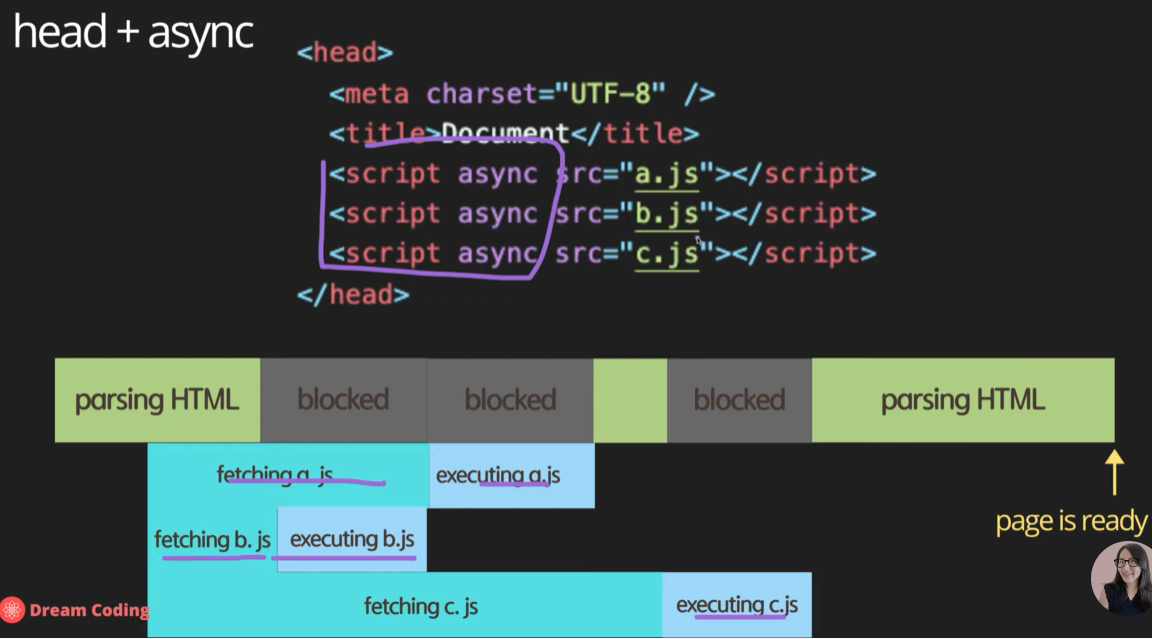 head + async
<head>
<meta charset="UTF-8" />
<title>Document</title>
<script async src="a.js"></script>
<script async src="b.js"></script>
<script async src="c.js"></script>
</head>
parsing HTML blocked blocked blocked parsing HTML
fetching a. js executing a.js
fetching b. js executing b.js
fetching c. js executing c.js
page is ready
Dream Coding